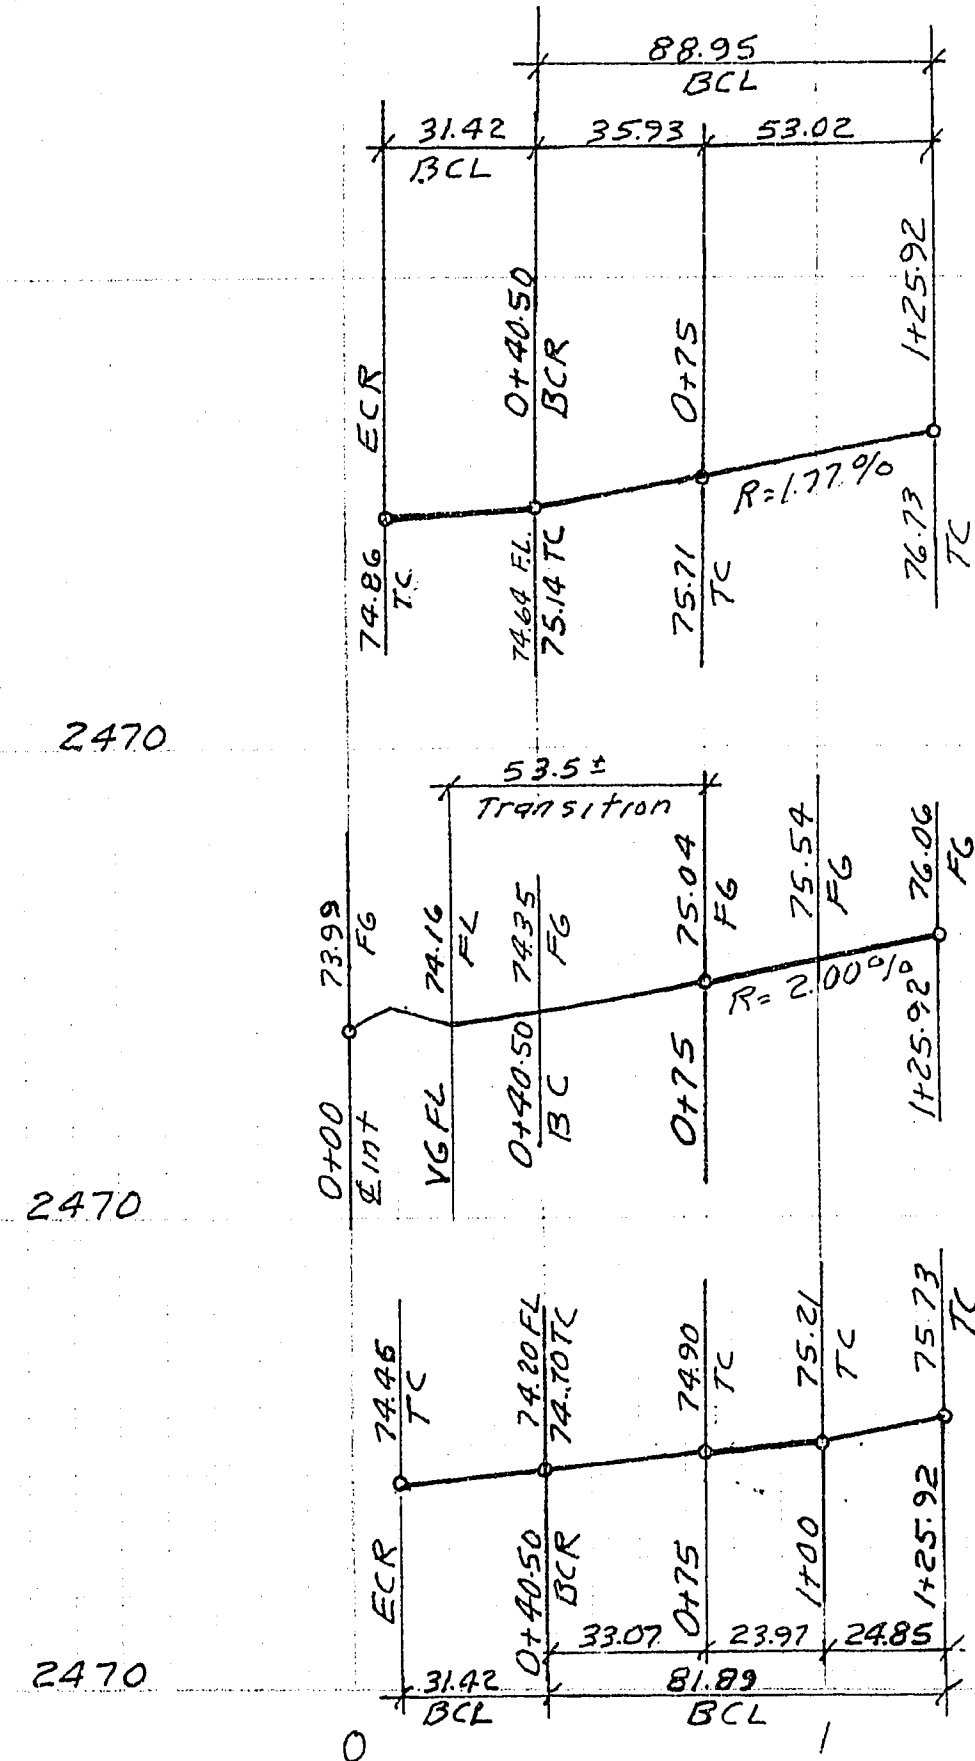 88.95
BCL
31.42
BCL
35.93
53.02
ECR
0+40.50
BCR
0+75
1+25.92
R=1.77%
74.86
TC
74.64 FL.
75.14 TC
75.71
TC
76.73
TC
2470
53.5 ±
Transition
73.99
FG
74.16
FL
74.35
FG
75.04
FG
75.54
FG
76.06
FG
R= 2.00%
0+00
℄ int
VG FL
0+40.50
BC
0+75
1+25.92
2470
74.46
TC
74.20 FL
74.70 TC
74.90
TC
75.21
TC
75.73
TC
ECR
0+40.50
BCR
0+75
1+00
1+25.92
33.07
23.97
24.85
2470
31.42
BCL
81.89
BCL
0
1